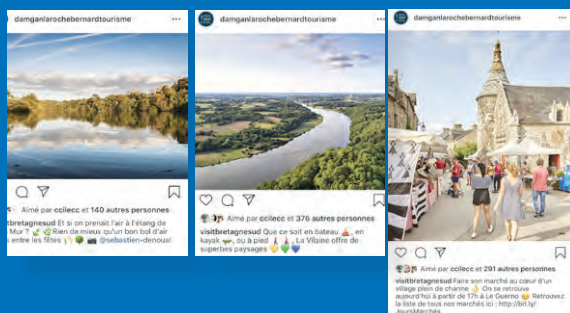 damganlarochebernardtourisme
Aimé par ccilecc et 140 autres personnes
tbretagnesud Et si on prenait l'air à l'étang de
Mur ? Rien de mieux qu'un bon bol d'air
entre les fêtes @sebastien-denoual
damganlarochebernardtourisme
Aimé par ccilecc et 376 autres personnes
visitbretagnesud Que ce soit en bateau, en
kayak, ou à pied, La Vilaine offre de
superbes paysages
damganlarochebernardtourisme
Aimé par ccilecc et 291 autres personnes
visitbretagnesud Faire son marché au cœur d'un
village plein de charme On se retrouve
aujourd'hui à partir de 17h à Le Guerno Retrouvez
la liste de tous nos marchés ici : http://bit.ly/
JoursMarchés